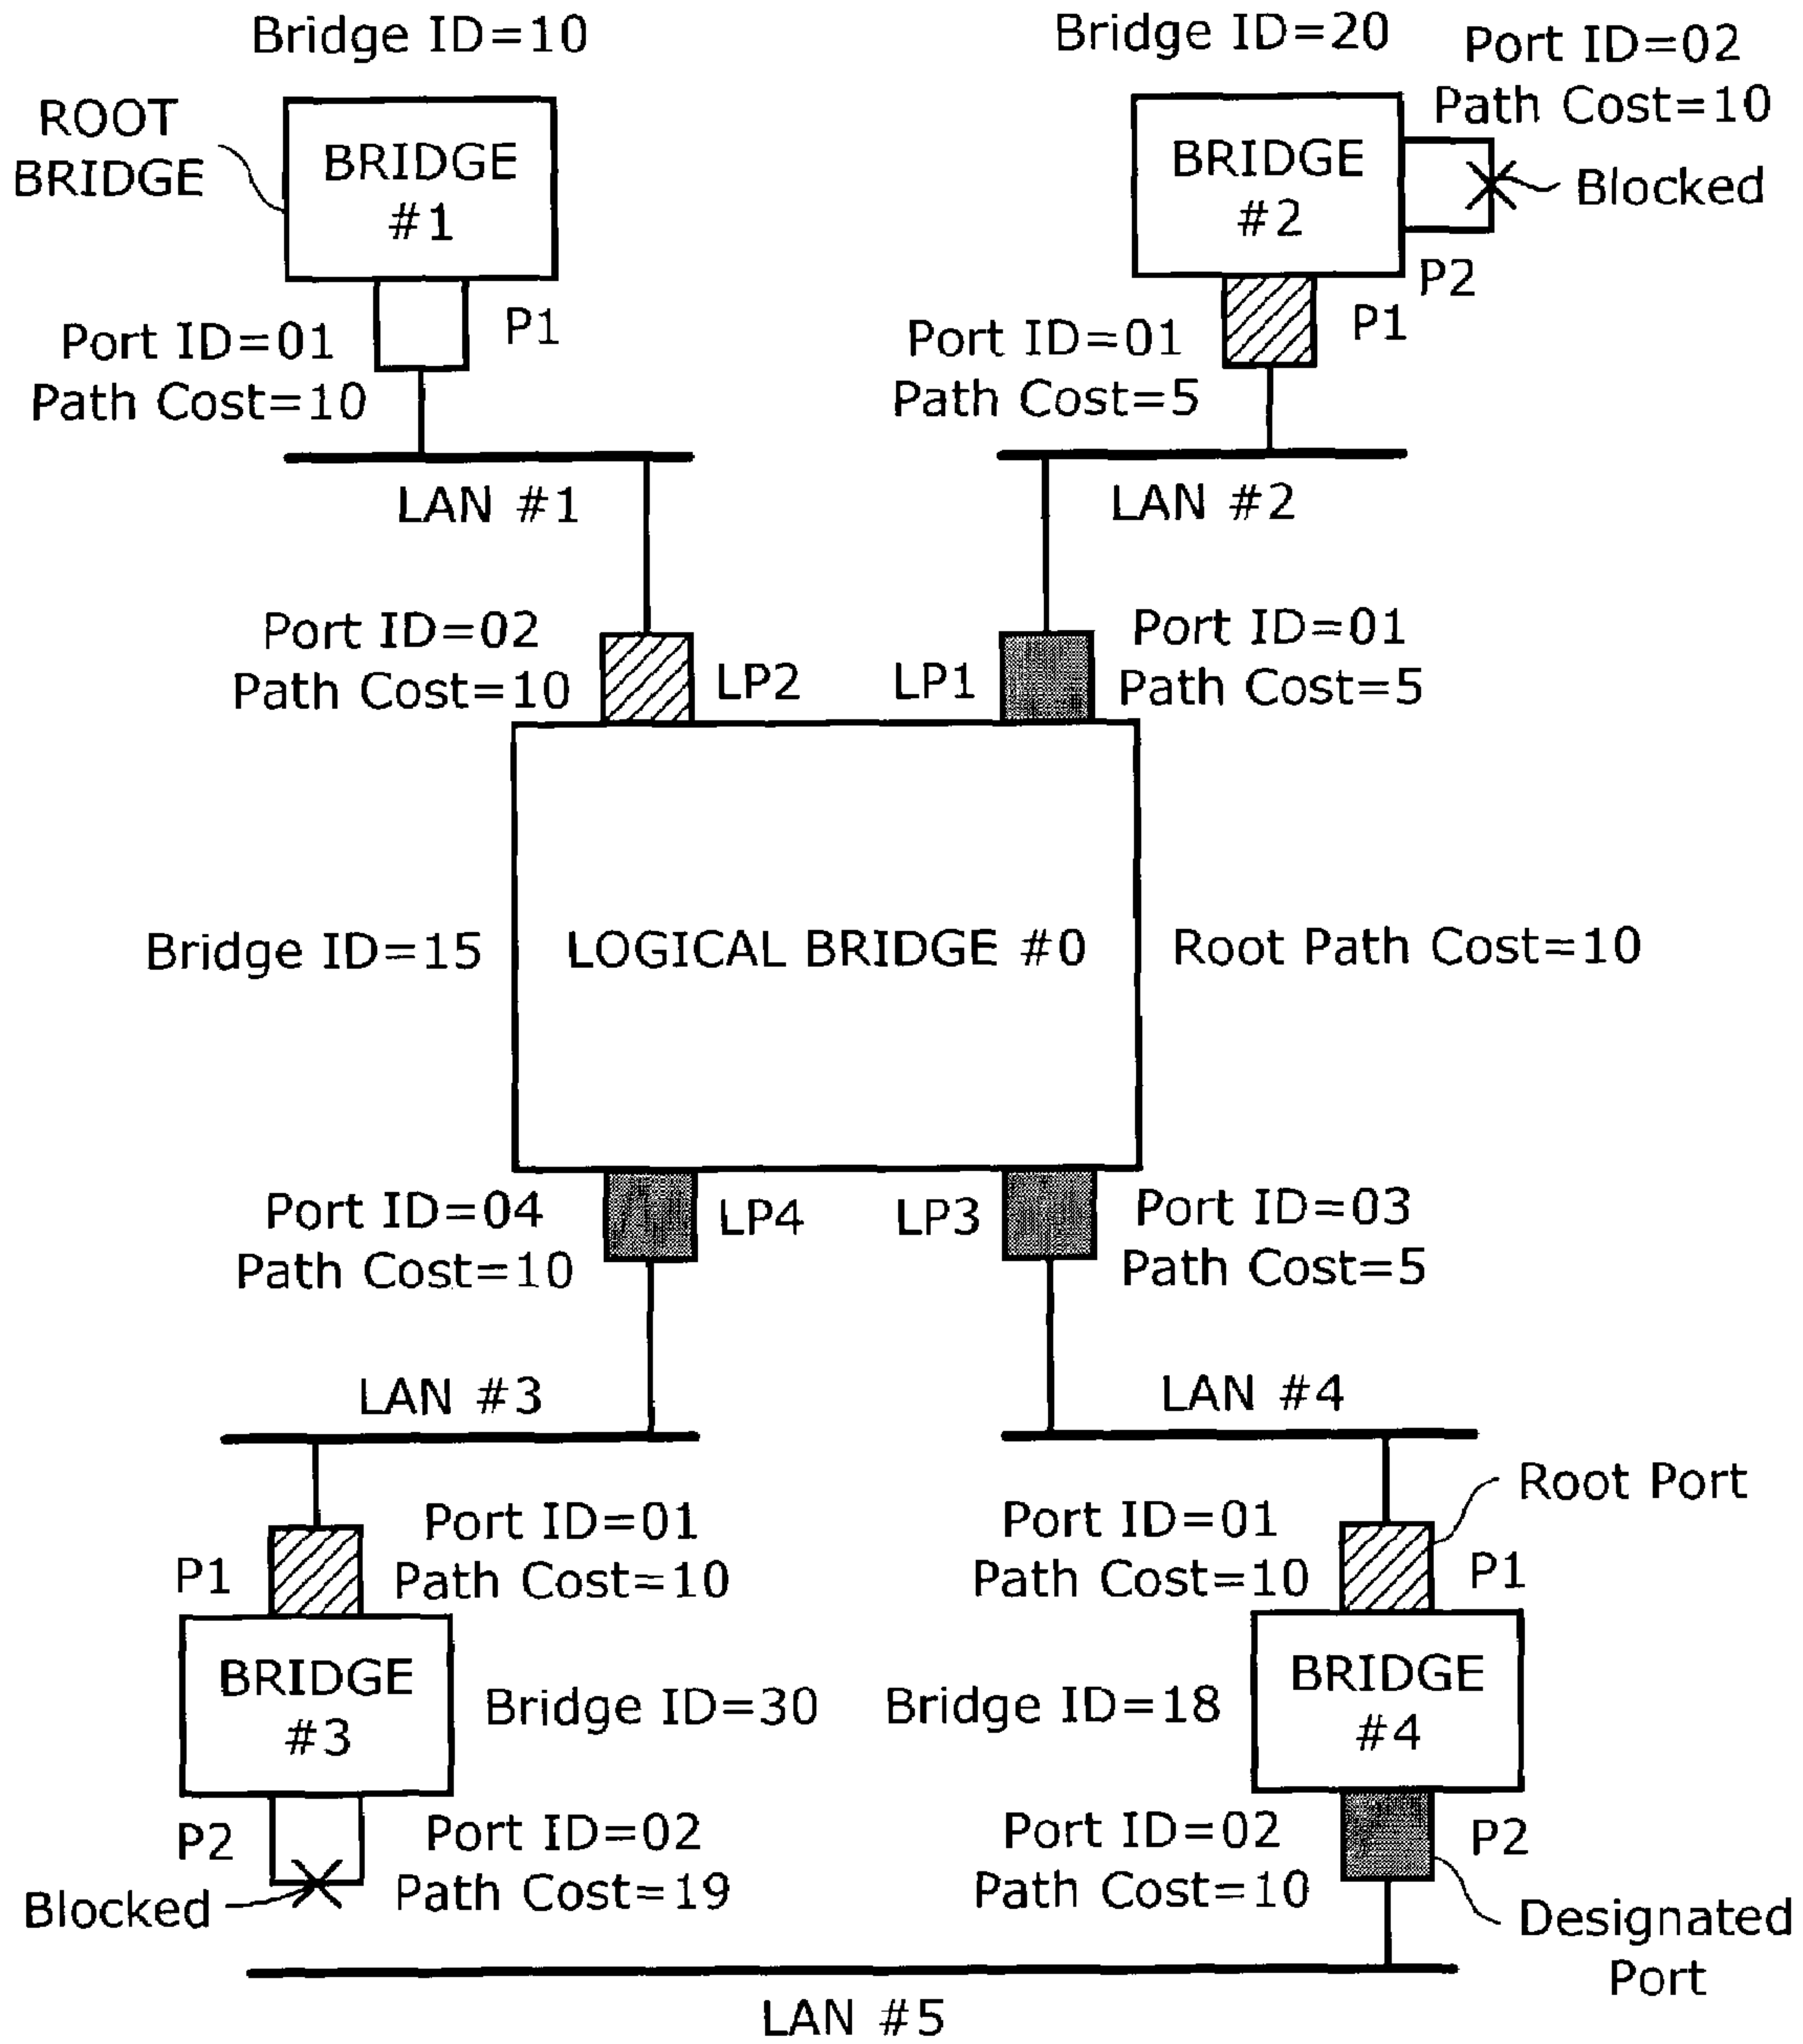 Bridge ID=10
ROOT
BRIDGE
BRIDGE
#1
P1
Port ID=01
Path Cost=10
LAN #1
Bridge ID=20
Port ID=02
Path Cost=10
BRIDGE
#2
Blocked
P2
P1
Port ID=01
Path Cost=5
LAN #2
Port ID=02
Path Cost=10
LP2
LP1
Port ID=01
Path Cost=5
Bridge ID=15
LOGICAL BRIDGE #0
Root Path Cost=10
Port ID=04
Path Cost=10
LP4
LP3
Port ID=03
Path Cost=5
LAN #3
LAN #4
P1
Port ID=01
Path Cost=10
BRIDGE
#3
Bridge ID=30
P2
Port ID=02
Path Cost=19
Blocked
Port ID=01
Path Cost=10
Root Port
P1
Bridge ID=18
BRIDGE
#4
Port ID=02
Path Cost=10
P2
Designated
Port
LAN #5